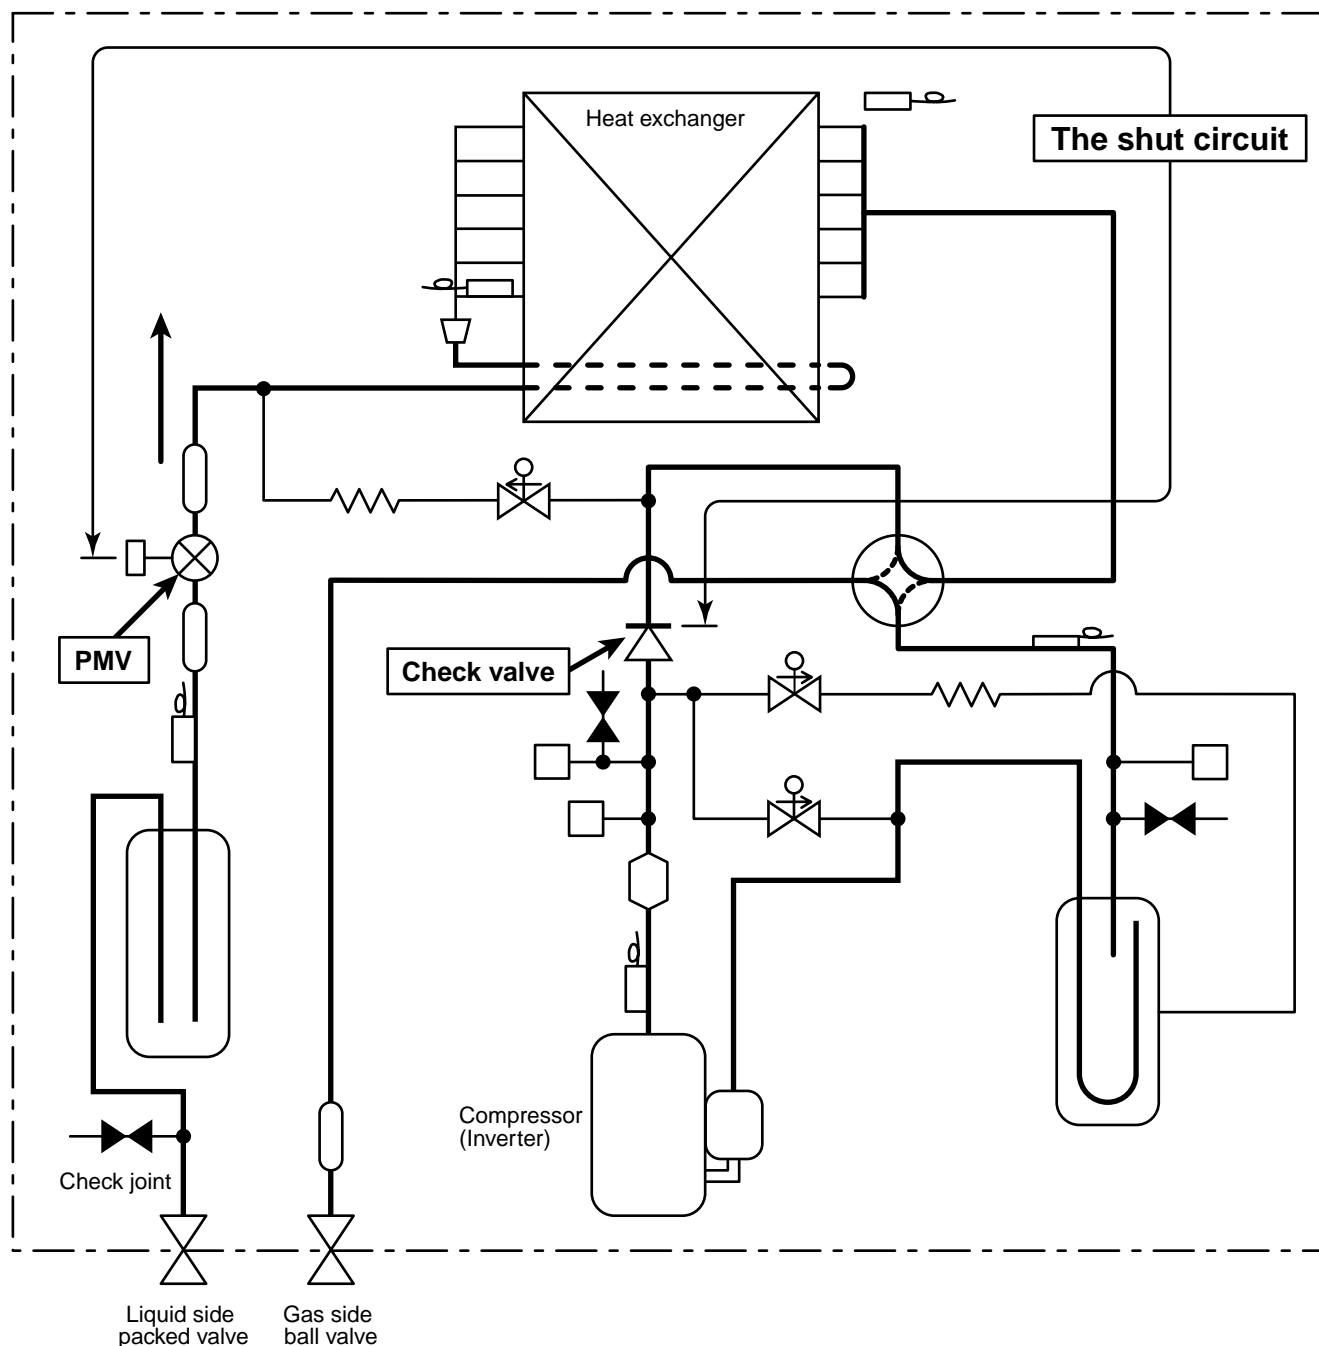 Heat exchanger
The shut circuit
PMV
Check valve
Compressor
(Inverter)
Check joint
Liquid side
packed valve
Gas side
ball valve